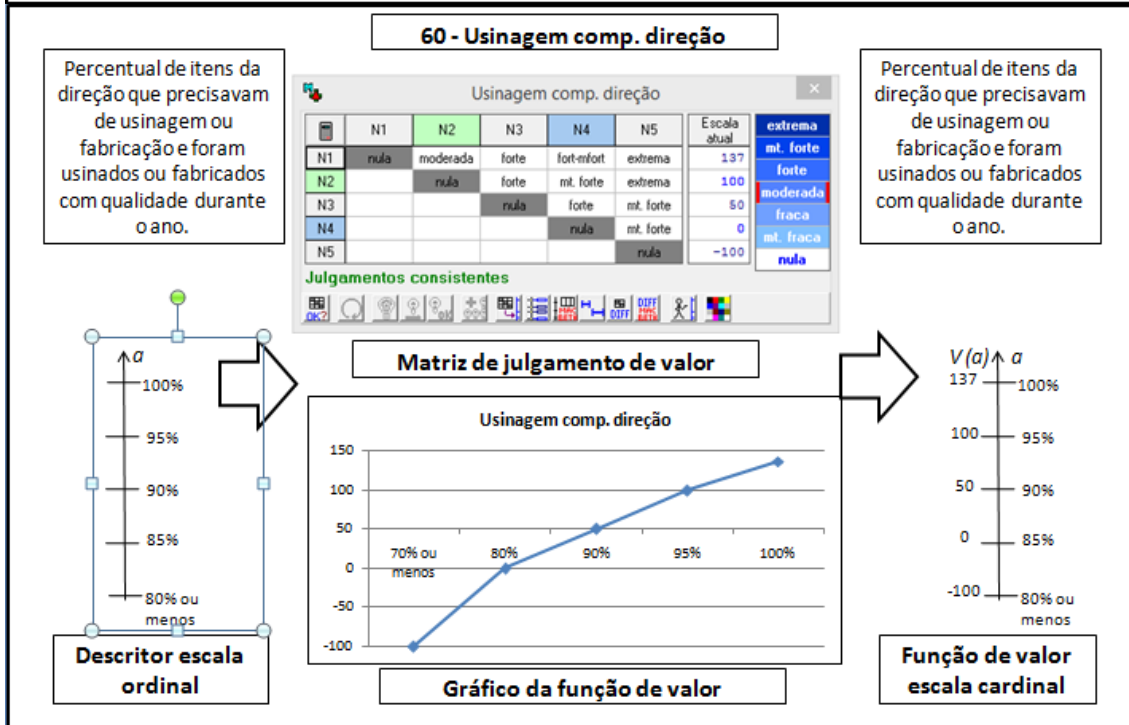 60 - Usinagem comp. direção
Percentual de itens da
direção que precisavam
de usinagem ou
fabricação e foram
usinados ou fabricados
com qualidade durante
o ano.
Usinagem comp. direção
N1 N2 N3 N4 N5 Escala atual
N1 nula moderada forte fort-mfort extrema 137
N2 nula forte mt. forte extrema 100
N3 nula forte mt. forte 50
N4 nula mt. forte 0
N5 nula -100
extrema
mt. forte
forte
moderada
fraca
mt. fraca
nula
Julgamentos consistentes
OK? OK DIFF DIFF
Percentual de itens da
direção que precisavam
de usinagem ou
fabricação e foram
usinados ou fabricados
com qualidade durante
o ano.
a
100%
95%
90%
85%
80% ou
menos
Descritor escala
ordinal
Matriz de julgamento de valor
Usinagem comp. direção
150
100
50
0
-50
-100
70% ou
menos
80%
90%
95%
100%
Gráfico da função de valor
V (a) a
137 100%
100 95%
50 90%
0 85%
-100 80% ou
menos
Função de valor
escala cardinal